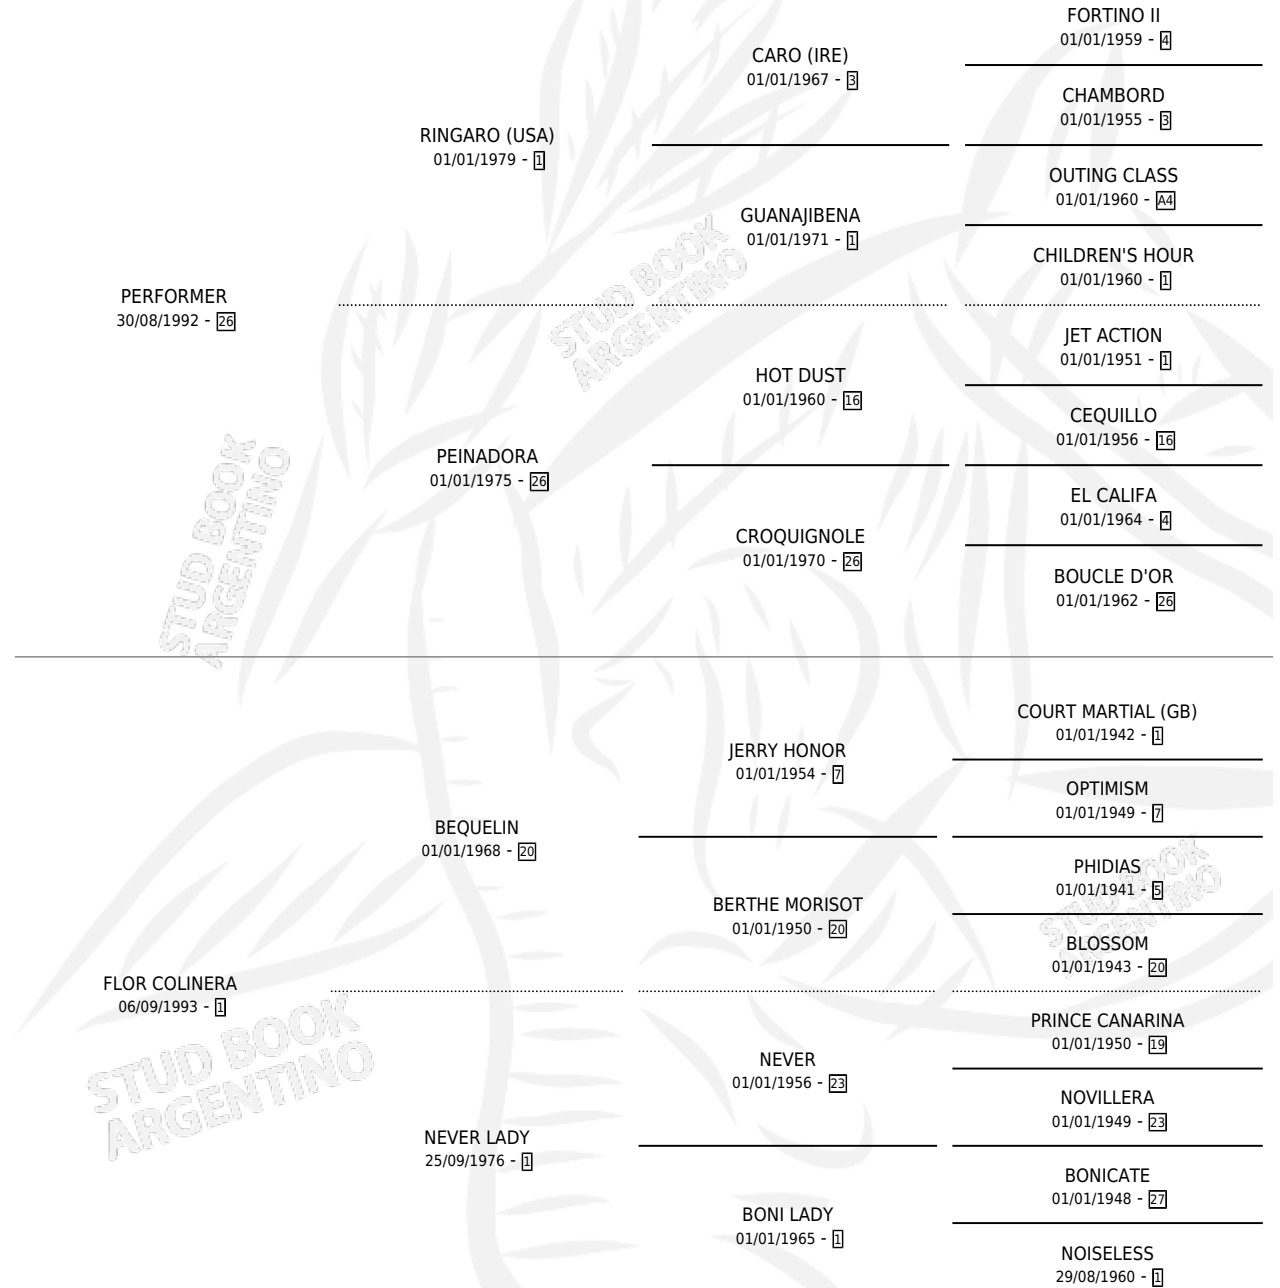 FORTINO II
01/01/1959 - 4
CARO (IRE)
01/01/1967 - 3
CHAMBORD
01/01/1955 - 3
RINGARO (USA)
01/01/1979 - 1
OUTING CLASS
01/01/1960 - A4
GUANAJIBENA
01/01/1971 - 1
CHILDREN'S HOUR
01/01/1960 - 1
PERFORMER
30/08/1992 - 26
JET ACTION
01/01/1951 - 1
HOT DUST
01/01/1960 - 16
CEQUILLO
01/01/1956 - 16
PEINADORA
01/01/1975 - 26
EL CALIFA
01/01/1964 - 4
CROQUIGNOLE
01/01/1970 - 26
BOUCLE D'OR
01/01/1962 - 26
STUD BOOK
ARGENTINO
STUD BOOK
ARGENTINO
COURT MARTIAL (GB)
01/01/1942 - 1
JERRY HONOR
01/01/1954 - 7
OPTIMISM
01/01/1949 - 7
BEQUELIN
01/01/1968 - 20
PHIDIAS
01/01/1941 - 5
BERTHE MORISOT
01/01/1950 - 20
BLOSSOM
01/01/1943 - 20
FLOR COLINERA
06/09/1993 - 1
PRINCE CANARINA
01/01/1950 - 19
NEVER
01/01/1956 - 23
NOVILLERA
01/01/1949 - 23
NEVER LADY
25/09/1976 - 1
BONICATE
01/01/1948 - 27
BONI LADY
01/01/1965 - 1
NOISELESS
29/08/1960 - 1
STUD BOOK
ARGENTINO
STUD BOOK
ARGENTINO